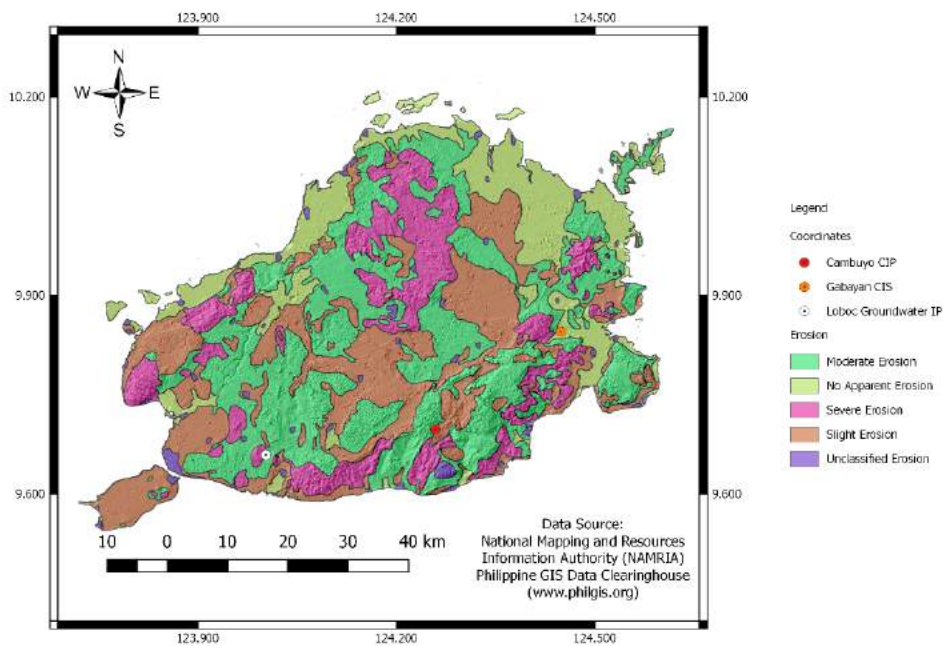 123.900 124.200 124.500
N
W E
S
10.200 10.200
9.900 9.900
9.600 9.600
Legend
Coordinates
Cambuyo CIP
Gabayan CIS
Loboc Groundwater IP
Erosion
Moderate Erosion
No Apparent Erosion
Severe Erosion
Slight Erosion
Unclassified Erosion
10 0 10 20 30 40 km
Data Source:
National Mapping and Resources
Information Authority (NAMRIA)
Philippine GIS Data Clearinghouse
(www.philgis.org)
123.900 124.200 124.500